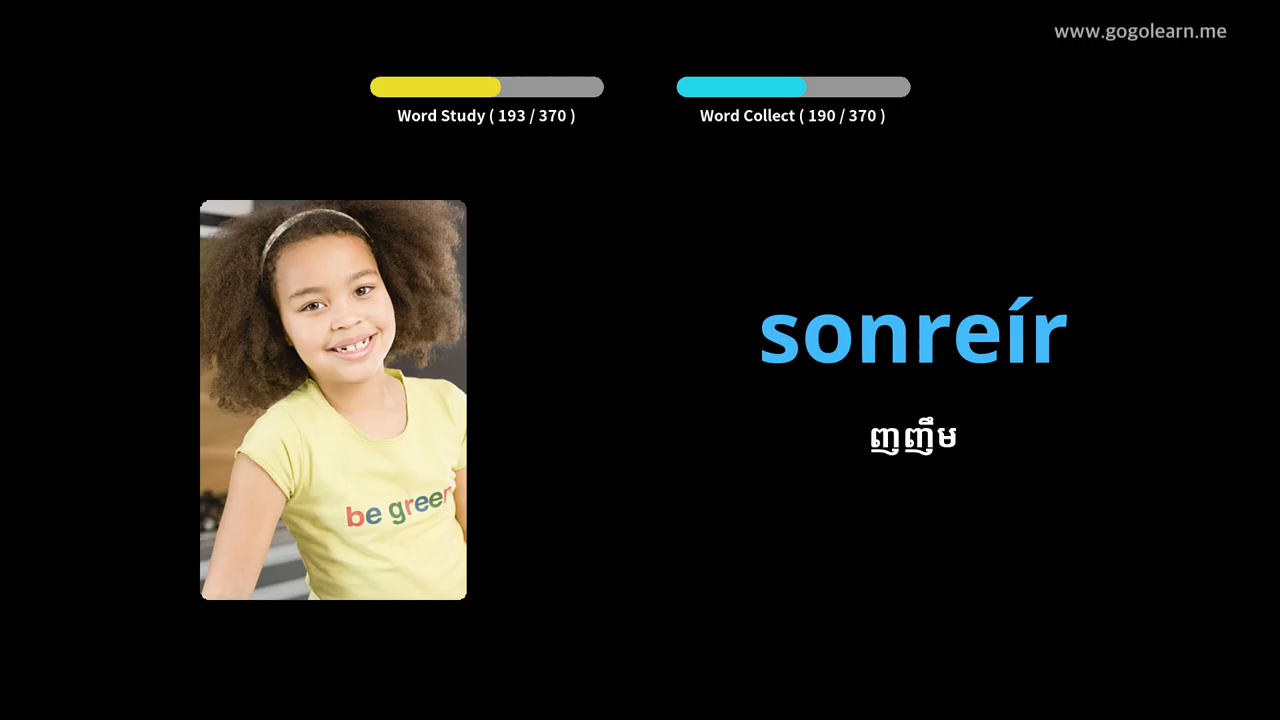 www.gogolearn.me
Word Study ( 193 / 370 )
Word Collect ( 190 / 370 )
sonreír
ញញឹម
be green